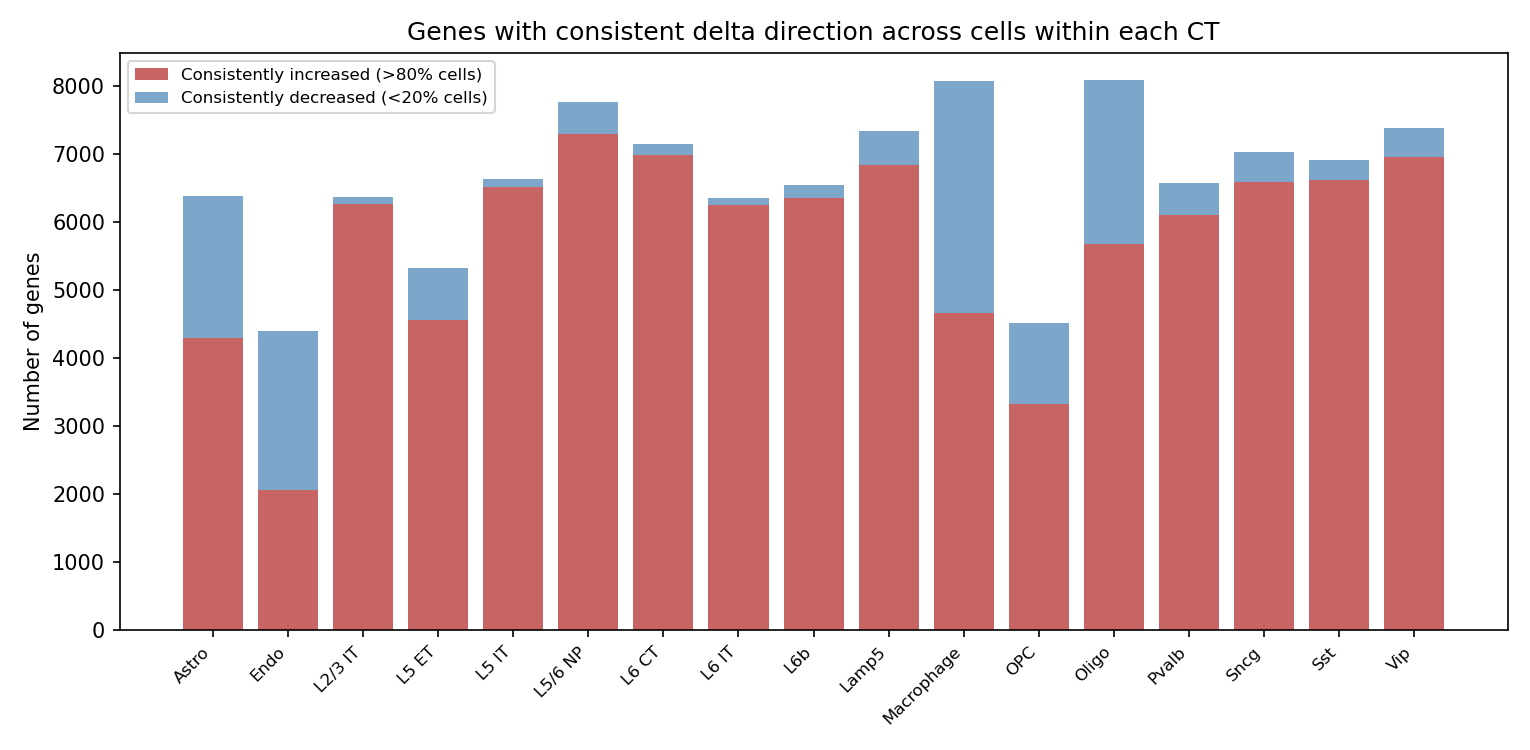 Genes with consistent delta direction across cells within each CT
Consistently increased (>80% cells)
Consistently decreased (<20% cells)
Number of genes
8000
7000
6000
5000
4000
3000
2000
1000
0
Astro
Endo
L2/3 IT
L5 ET
L5 IT
L5/6 NP
L6 CT
L6 IT
L6b
Lamp5
Macrophage
OPC
Oligo
Pvalb
Sncg
Sst
Vip